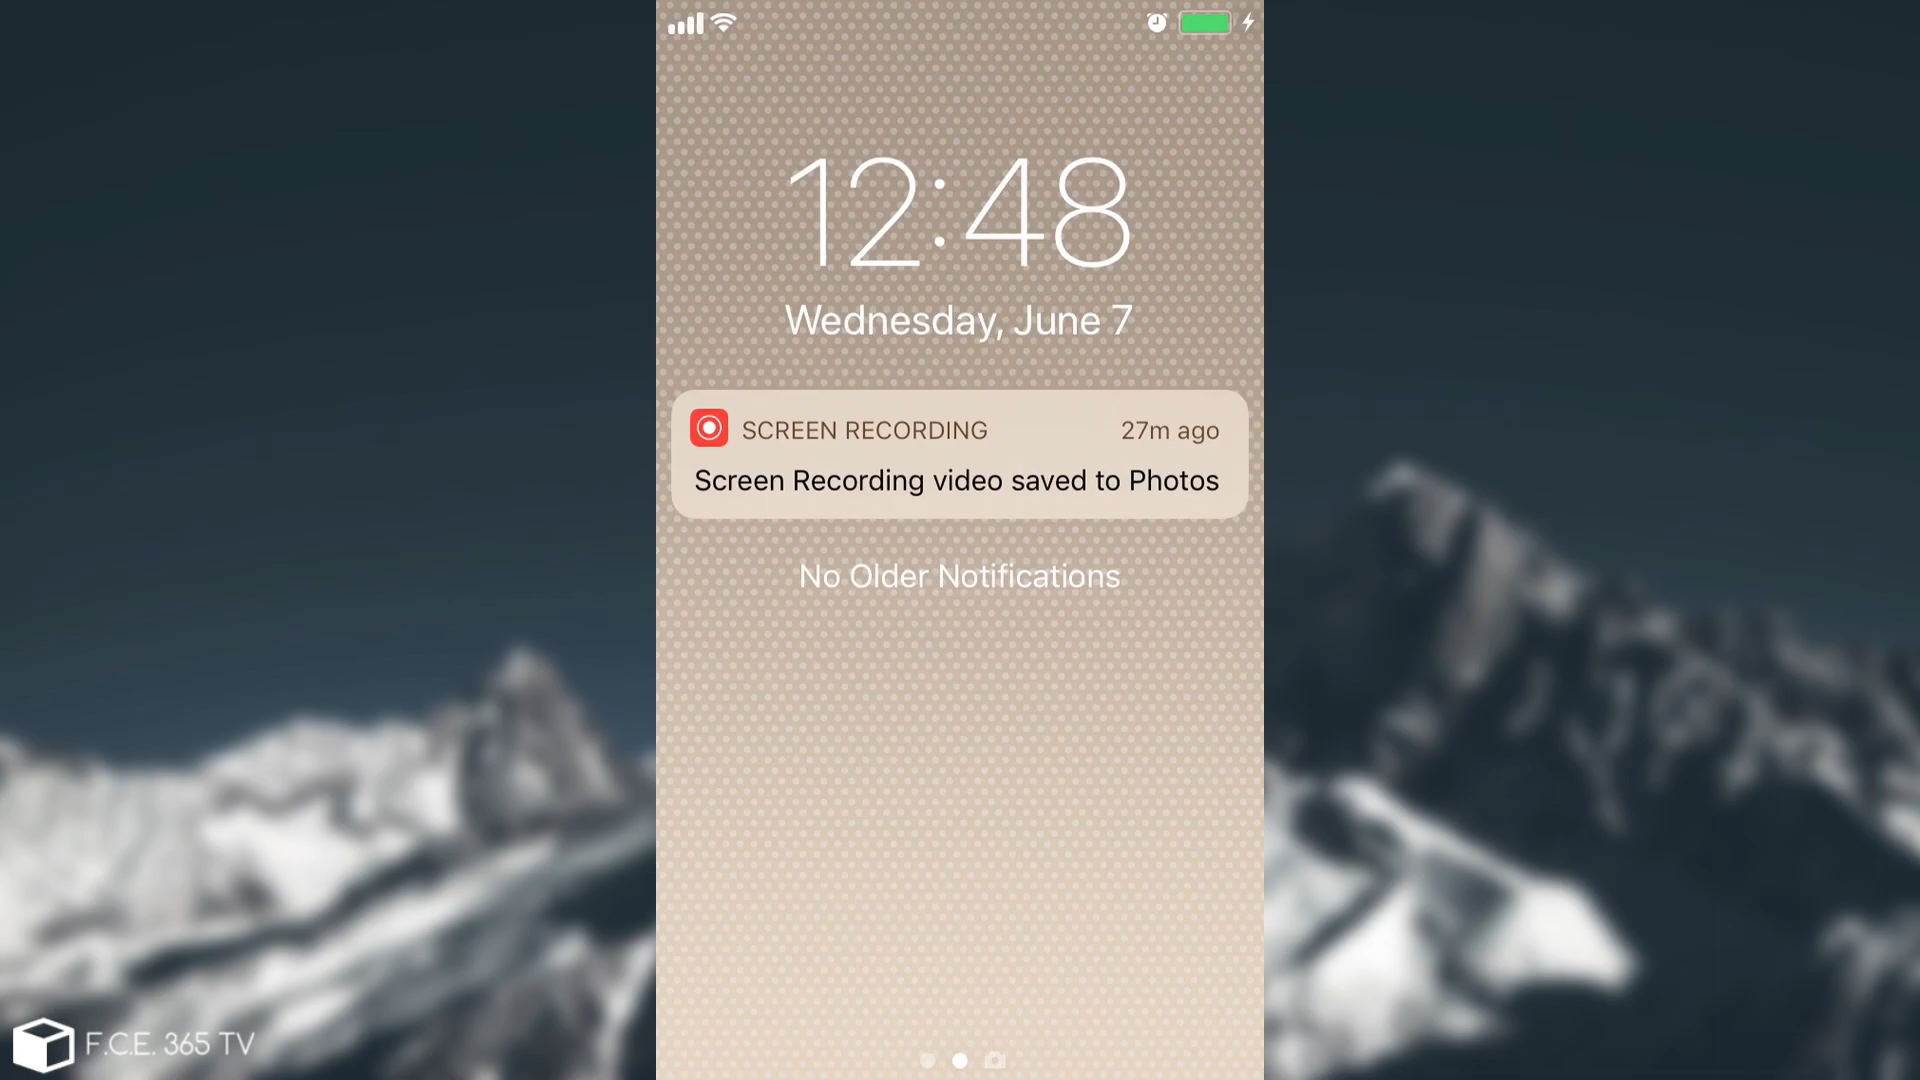 12:48
Wednesday, June 7
SCREEN RECORDING 27m ago
Screen Recording video saved to Photos
No Older Notifications
F.C.E. 365 TV